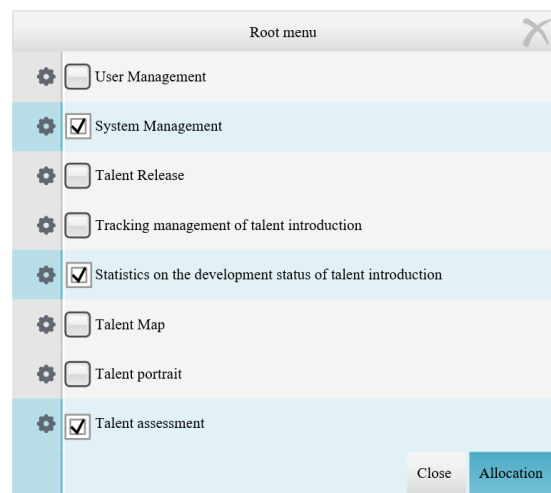 Root menu
User Management
System Management
Talent Release
Tracking management of talent introduction
Statistics on the development status of talent introduction
Talent Map
Talent portrait
Talent assessment
Close Allocation